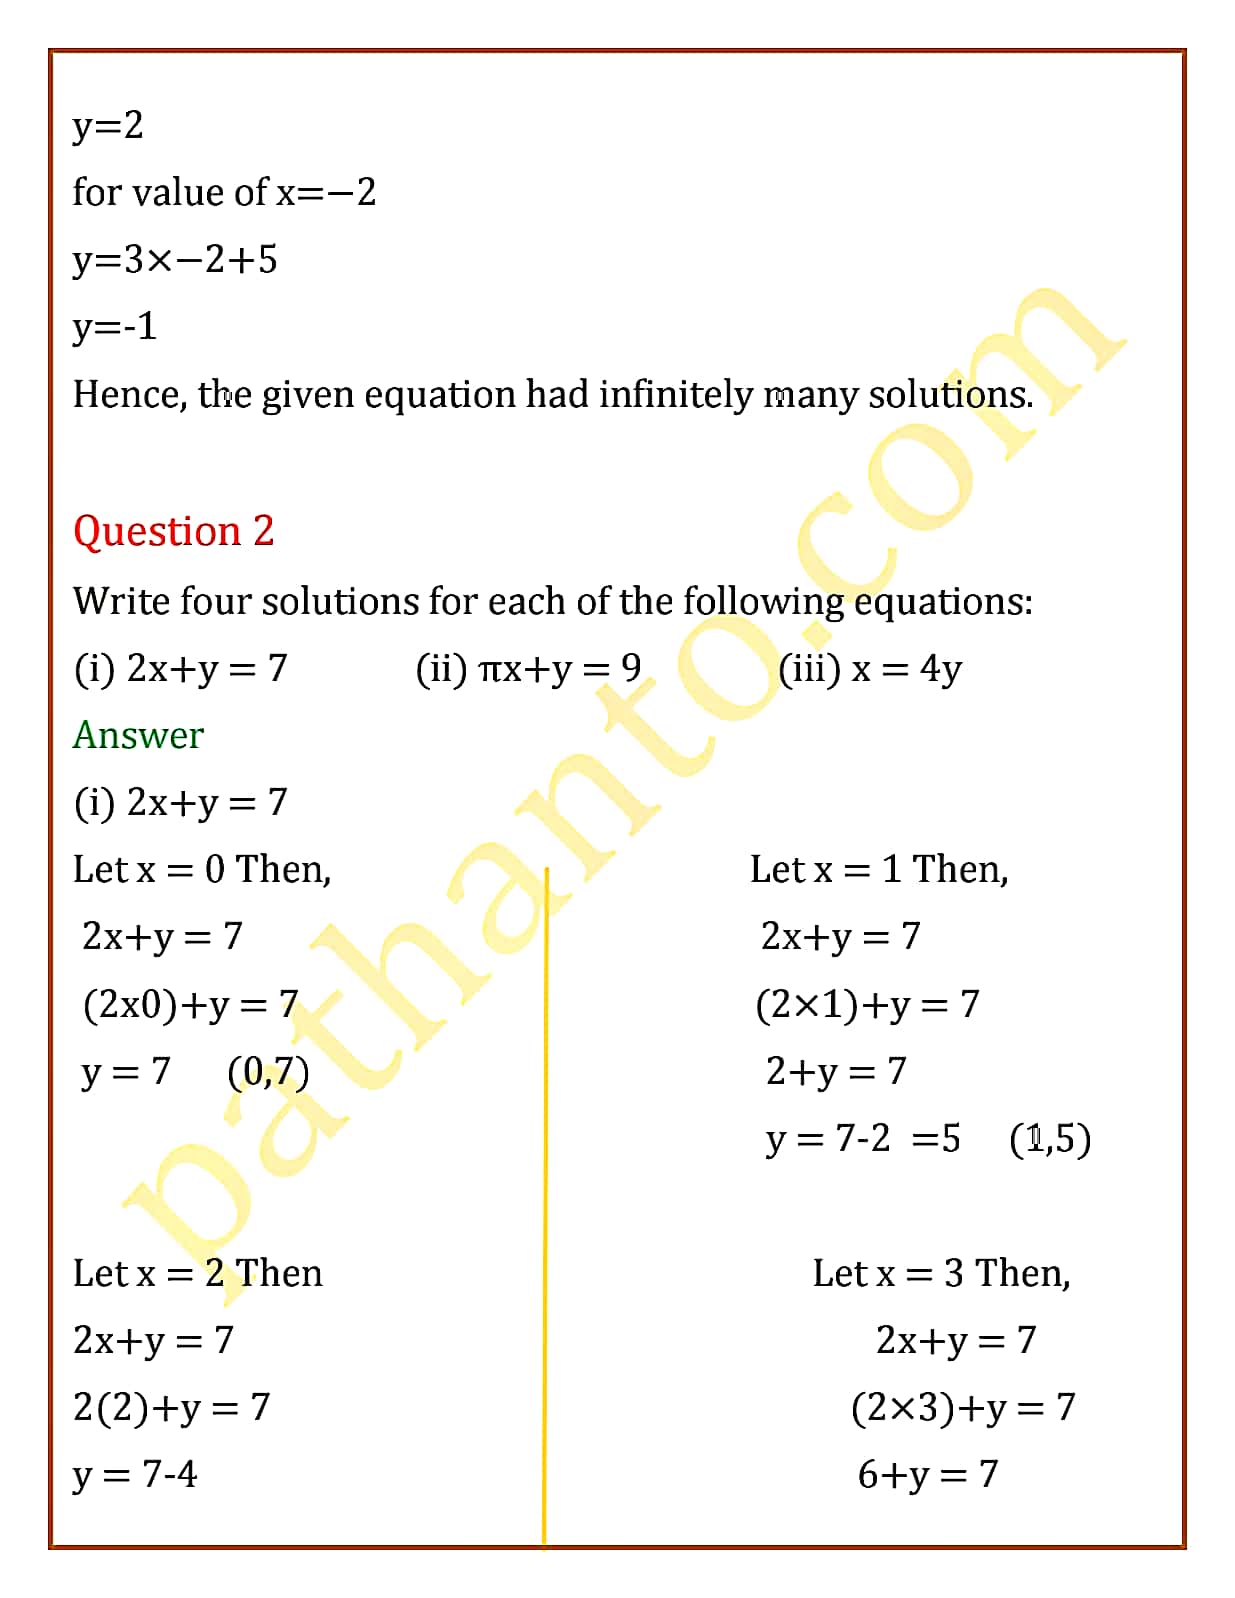 y=2
for value of x=−2
y=3×−2+5
y=-1
Hence, the given equation had infinitely many solutions.
Question 2
Write four solutions for each of the following equations:
(i) 2x+y = 7 (ii) πx+y = 9 (iii) x = 4y
Answer
(i) 2x+y = 7
Let x = 0 Then,
2x+y = 7
(2x0)+y = 7
y = 7 (0,7)
Let x = 1 Then,
2x+y = 7
(2×1)+y = 7
2+y = 7
y = 7-2 =5 (1,5)
Let x = 2 Then
2x+y = 7
2(2)+y = 7
y = 7-4
Let x = 3 Then,
2x+y = 7
(2×3)+y = 7
6+y = 7
pathanto.com